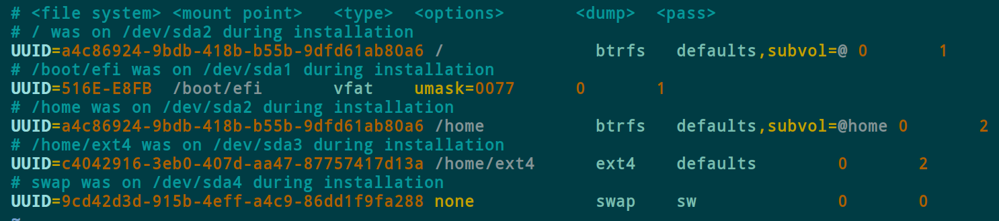 # <file system> <mount point>   <type>  <options>       <dump>  <pass>
# / was on /dev/sda2 during installation
UUID=a4c86924-9bdb-418b-b55b-9dfd61ab80a6 /               btrfs   defaults,subvol=@ 0       1
# /boot/efi was on /dev/sda1 during installation
UUID=516E-E8FB  /boot/efi       vfat    umask=0077      0       1
# /home was on /dev/sda2 during installation
UUID=a4c86924-9bdb-418b-b55b-9dfd61ab80a6 /home           btrfs   defaults,subvol=@home 0       2
# /home/ext4 was on /dev/sda3 during installation
UUID=c4042916-3eb0-407d-aa47-87757417d13a /home/ext4      ext4    defaults        0       2
# swap was on /dev/sda4 during installation
UUID=9cd42d3d-915b-4eff-a4c9-86dd1f9fa288 none            swap    sw              0       0
~